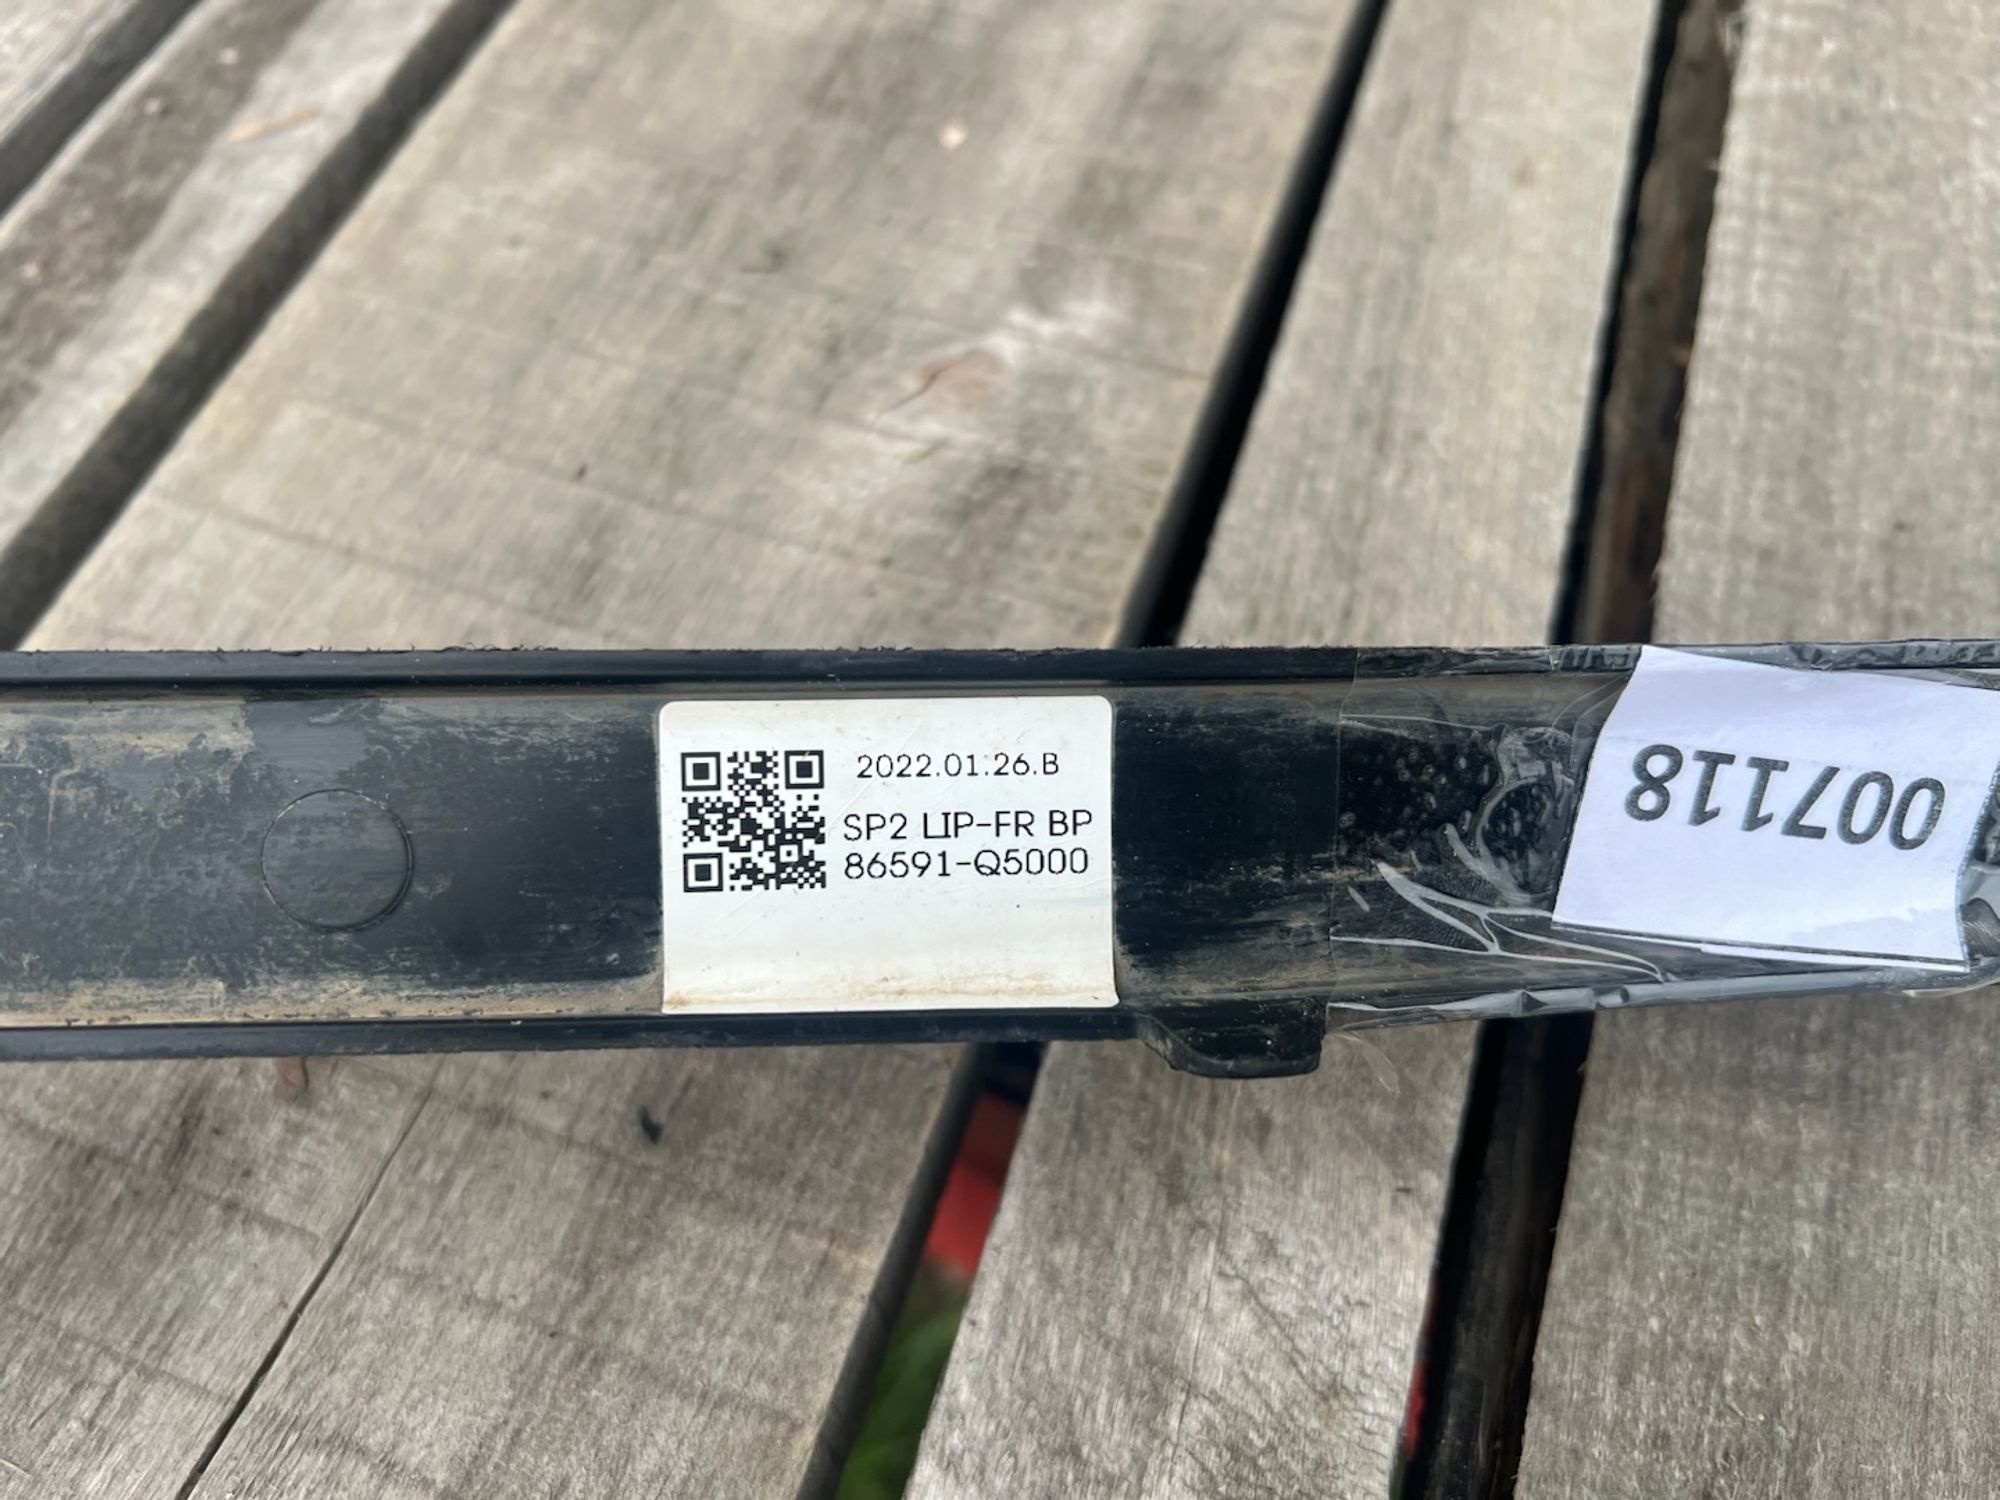 2022.01.26.B
SP2 LIP-FR BP
86591-Q5000
007118